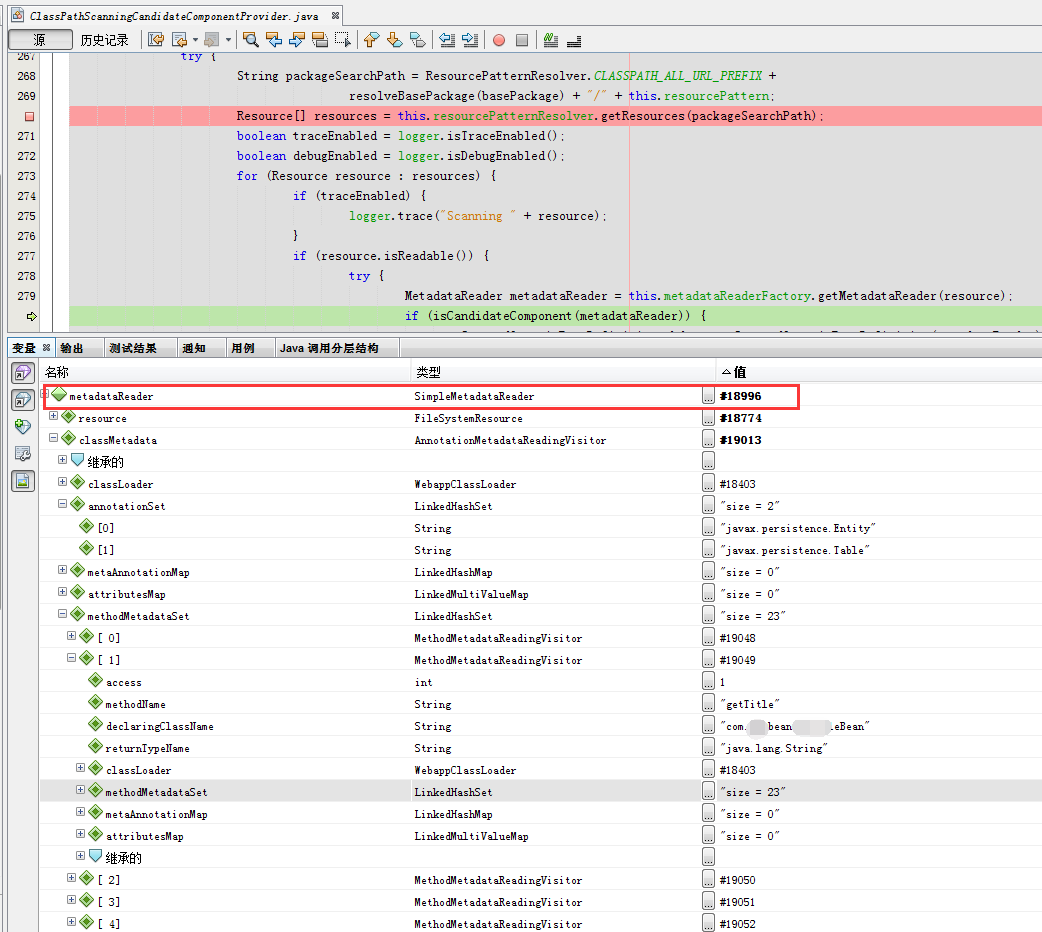 ClassPathScanningCandidateComponentProvider.java
源 历史记录
267 try {
268 String packageSearchPath = ResourcePatternResolver.CLASSPATH_ALL_URL_PREFIX +
269 resolveBasePackage(basePackage) + "/" + this.resourcePattern;
Resource[] resources = this.resourcePatternResolver.getResources(packageSearchPath);
271 boolean traceEnabled = logger.isTraceEnabled();
272 boolean debugEnabled = logger.isDebugEnabled();
273 for (Resource resource : resources) {
274 if (traceEnabled) {
275 logger.trace("Scanning " + resource);
276 }
277 if (resource.isReadable()) {
278 try {
279 MetadataReader metadataReader = this.metadataReaderFactory.getMetadataReader(resource);
if (isCandidateComponent(metadataReader)) {
变量 输出 测试结果 通知 用例 Java 调用分层结构
名称 类型 值
metadataReader SimpleMetadataReader ... #18996
resource FileSystemResource ... #18774
classMetadata AnnotationMetadataReadingVisitor ... #19013
继承的 ...
classLoader WebappClassLoader ... #18403
annotationSet LinkedHashSet ... "size = 2"
[0] String ... "javax.persistence.Entity"
[1] String ... "javax.persistence.Table"
metaAnnotationMap LinkedHashMap ... "size = 0"
attributesMap LinkedMultiValueMap ... "size = 0"
methodMetadataSet LinkedHashSet ... "size = 23"
[ 0] MethodMetadataReadingVisitor ... #19048
[ 1] MethodMetadataReadingVisitor ... #19049
access int ... 1
methodName String ... "getTitle"
declaringClassName String ... "com. bean leBean"
returnTypeName String ... "java.lang.String"
classLoader WebappClassLoader ... #18403
methodMetadataSet LinkedHashSet ... "size = 23"
metaAnnotationMap LinkedHashMap ... "size = 0"
attributesMap LinkedMultiValueMap ... "size = 0"
继承的 ...
[ 2] MethodMetadataReadingVisitor ... #19050
[ 3] MethodMetadataReadingVisitor ... #19051
[ 4] MethodMetadataReadingVisitor ... #19052